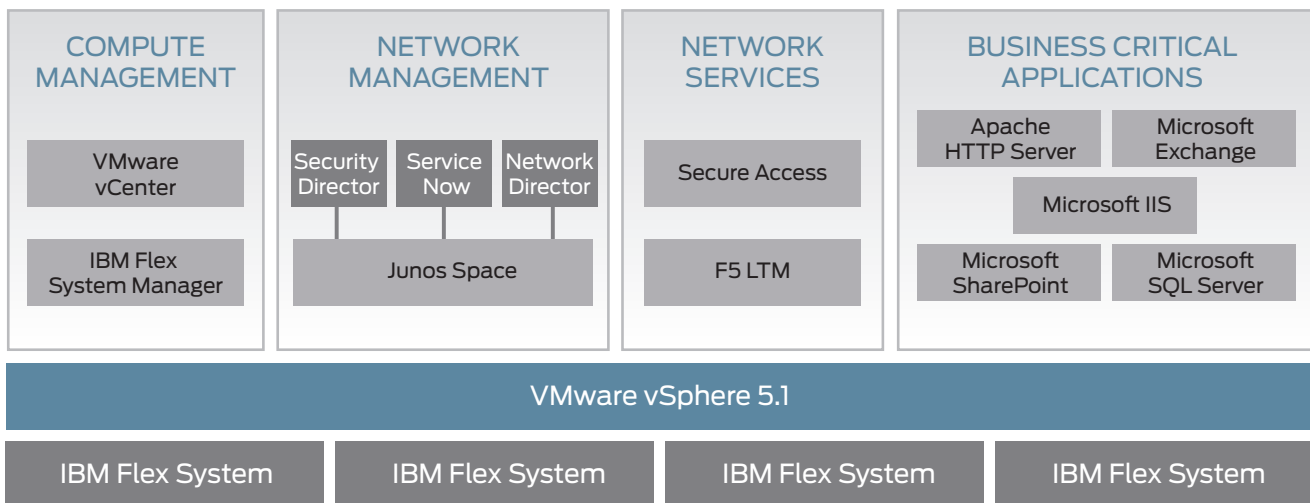 COMPUTE
MANAGEMENT
VMware
vCenter
IBM Flex
System Manager
NETWORK
MANAGEMENT
Security
Director
Service
Now
Network
Director
Junos Space
NETWORK
SERVICES
Secure Access
F5 LTM
BUSINESS CRITICAL
APPLICATIONS
Apache
HTTP Server
Microsoft
Exchange
Microsoft IIS
Microsoft
SharePoint
Microsoft
SQL Server
VMware vSphere 5.1
IBM Flex System
IBM Flex System
IBM Flex System
IBM Flex System